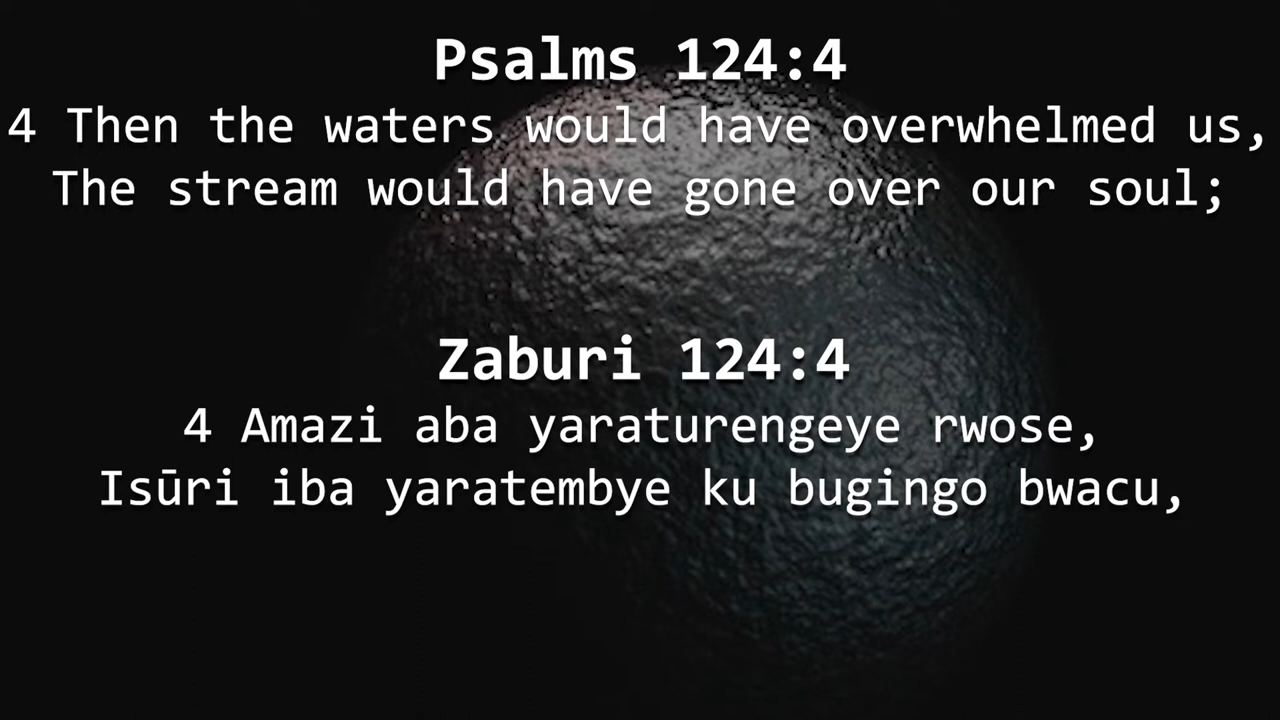 Psalms 124:4
4 Then the waters would have overwhelmed us,
The stream would have gone over our soul;
Zaburi 124:4
4 Amazi aba yaraturengeye rwose,
Isūri iba yaratembye ku bugingo bwacu,